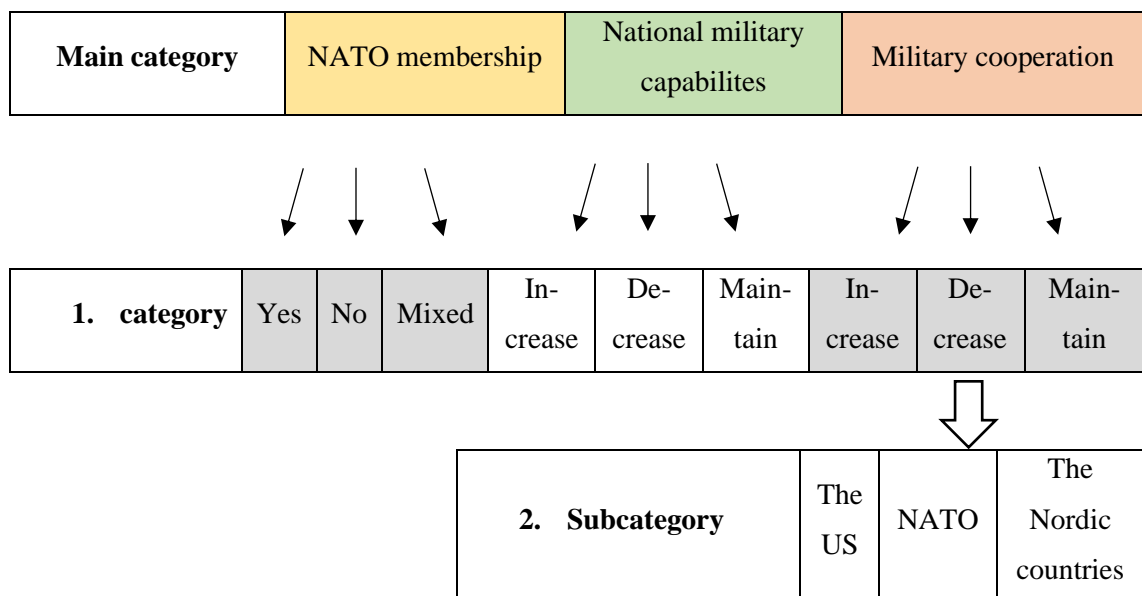 Main category
NATO membership
National military
capabilites
Military cooperation
1. category
Yes
No
Mixed
In-
crease
De-
crease
Main-
tain
In-
crease
De-
crease
Main-
tain
2. Subcategory
The
US
NATO
The
Nordic
countries